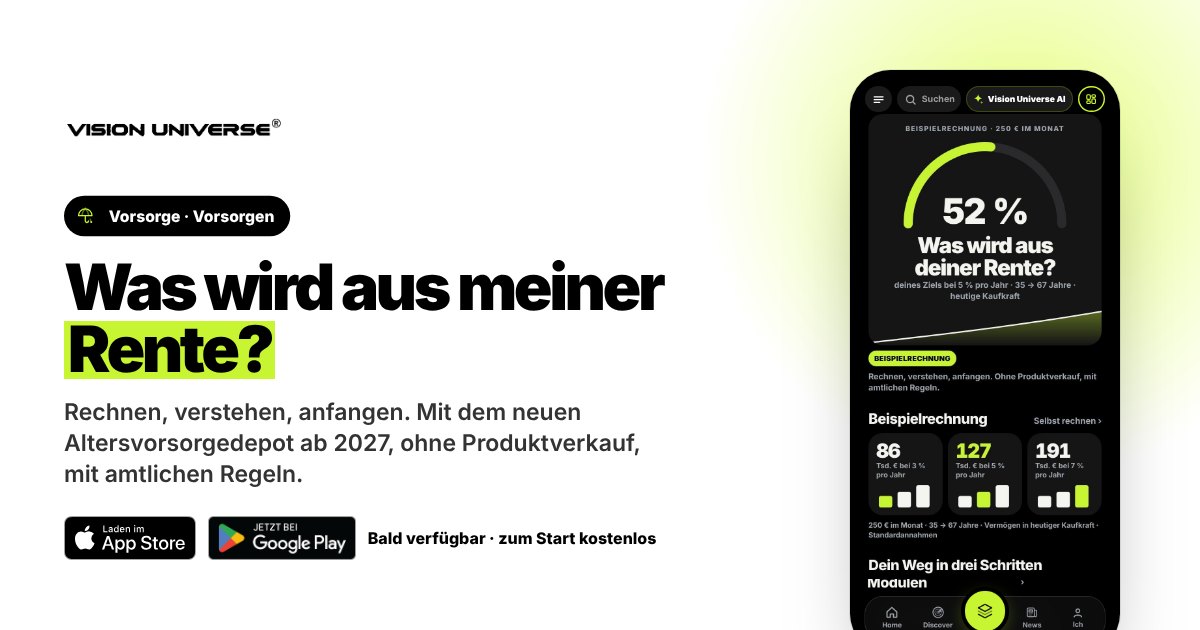 VISION UNIVERSE®
Vorsorge · Vorsorgen
Was wird aus meiner
Rente?
Rechnen, verstehen, anfangen. Mit dem neuen
Altersvorsorgedepot ab 2027, ohne Produktverkauf,
mit amtlichen Regeln.
Laden im
App Store
JETZT BEI
Google Play
Bald verfügbar · zum Start kostenlos
Suchen
Vision Universe AI
BEISPIELRECHNUNG · 250 € IM MONAT
52 %
Was wird aus
deiner Rente?
deines Ziels bei 5 % pro Jahr · 35 → 67 Jahre ·
heutige Kaufkraft
BEISPIELRECHNUNG
Rechnen, verstehen, anfangen. Ohne Produktverkauf, mit
amtlichen Regeln.
Beispielrechnung
Selbst rechnen ›
86
Tsd. € bei 3 %
pro Jahr
127
Tsd. € bei 5 %
pro Jahr
191
Tsd. € bei 7 %
pro Jahr
250 € im Monat · 35 → 67 Jahre · Vermögen in heutiger Kaufkraft ·
Standardannahmen
Dein Weg in drei Schritten
Modulen ›
Home
Discover
News
Ich